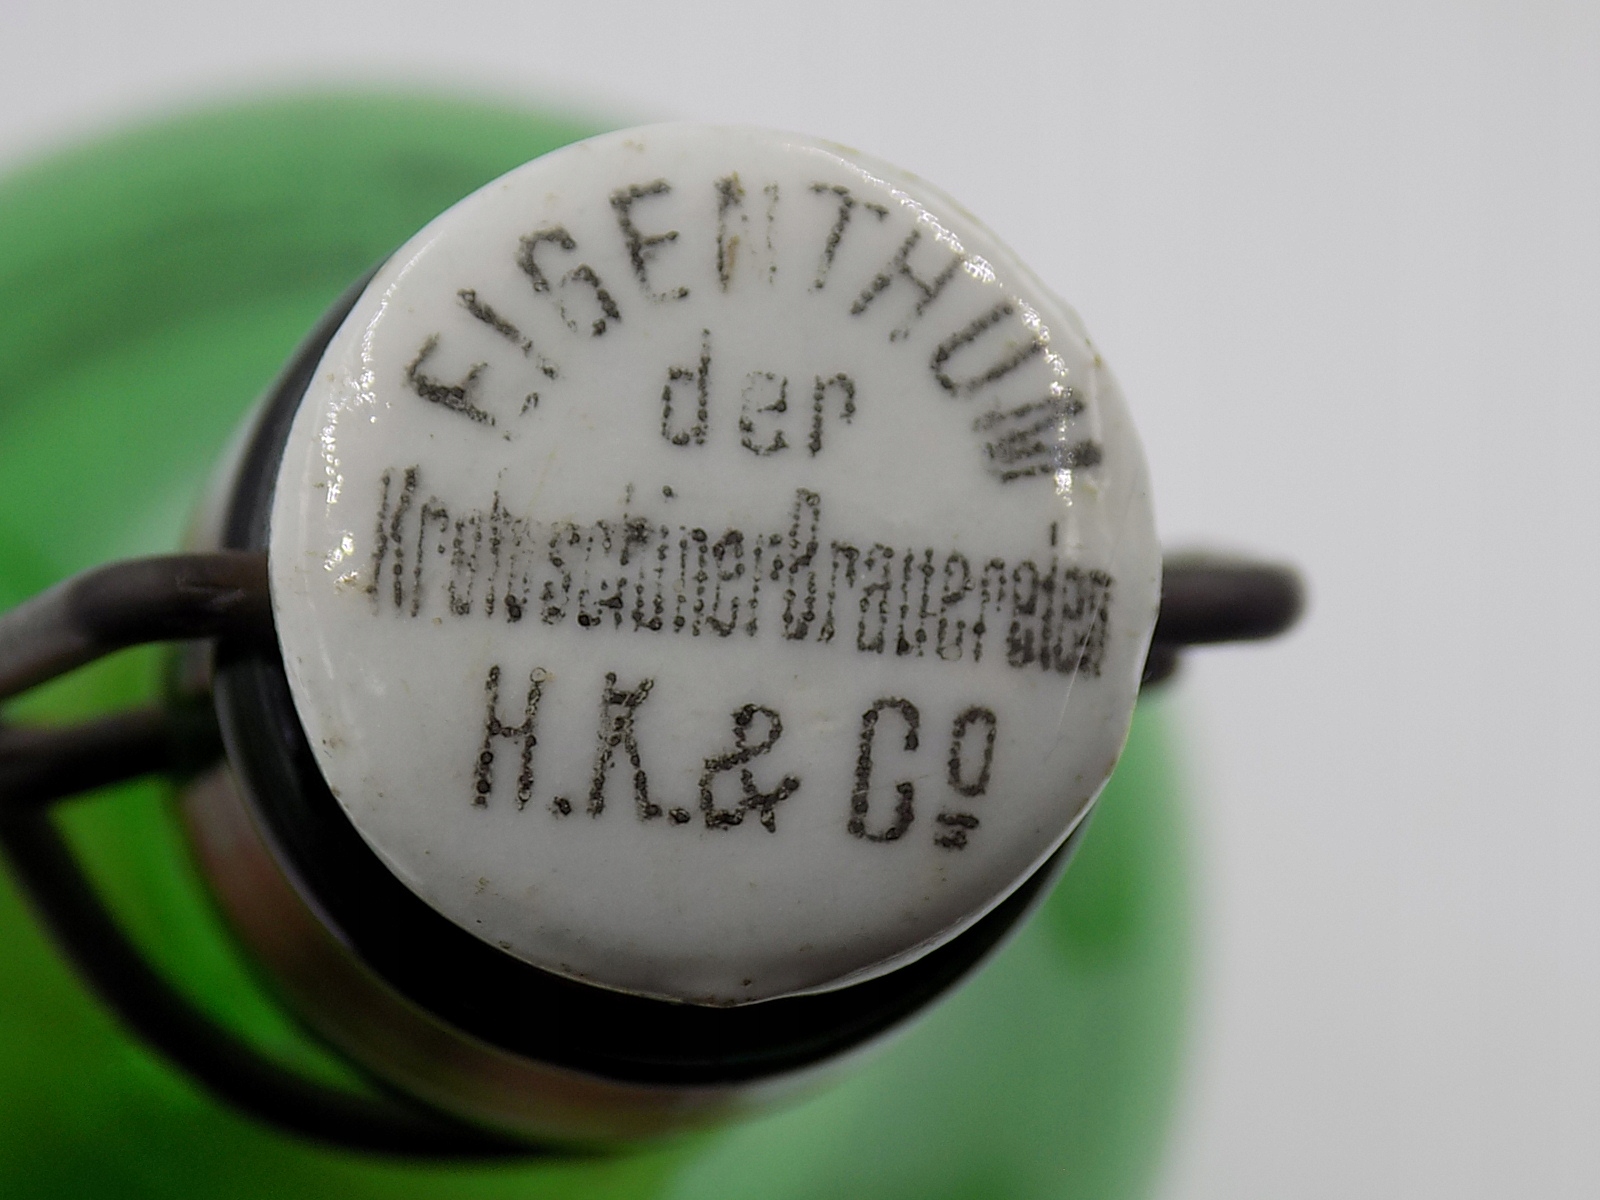 EIGENTHUM
der
Krotoschiner Brauereien
H.K. & Cº